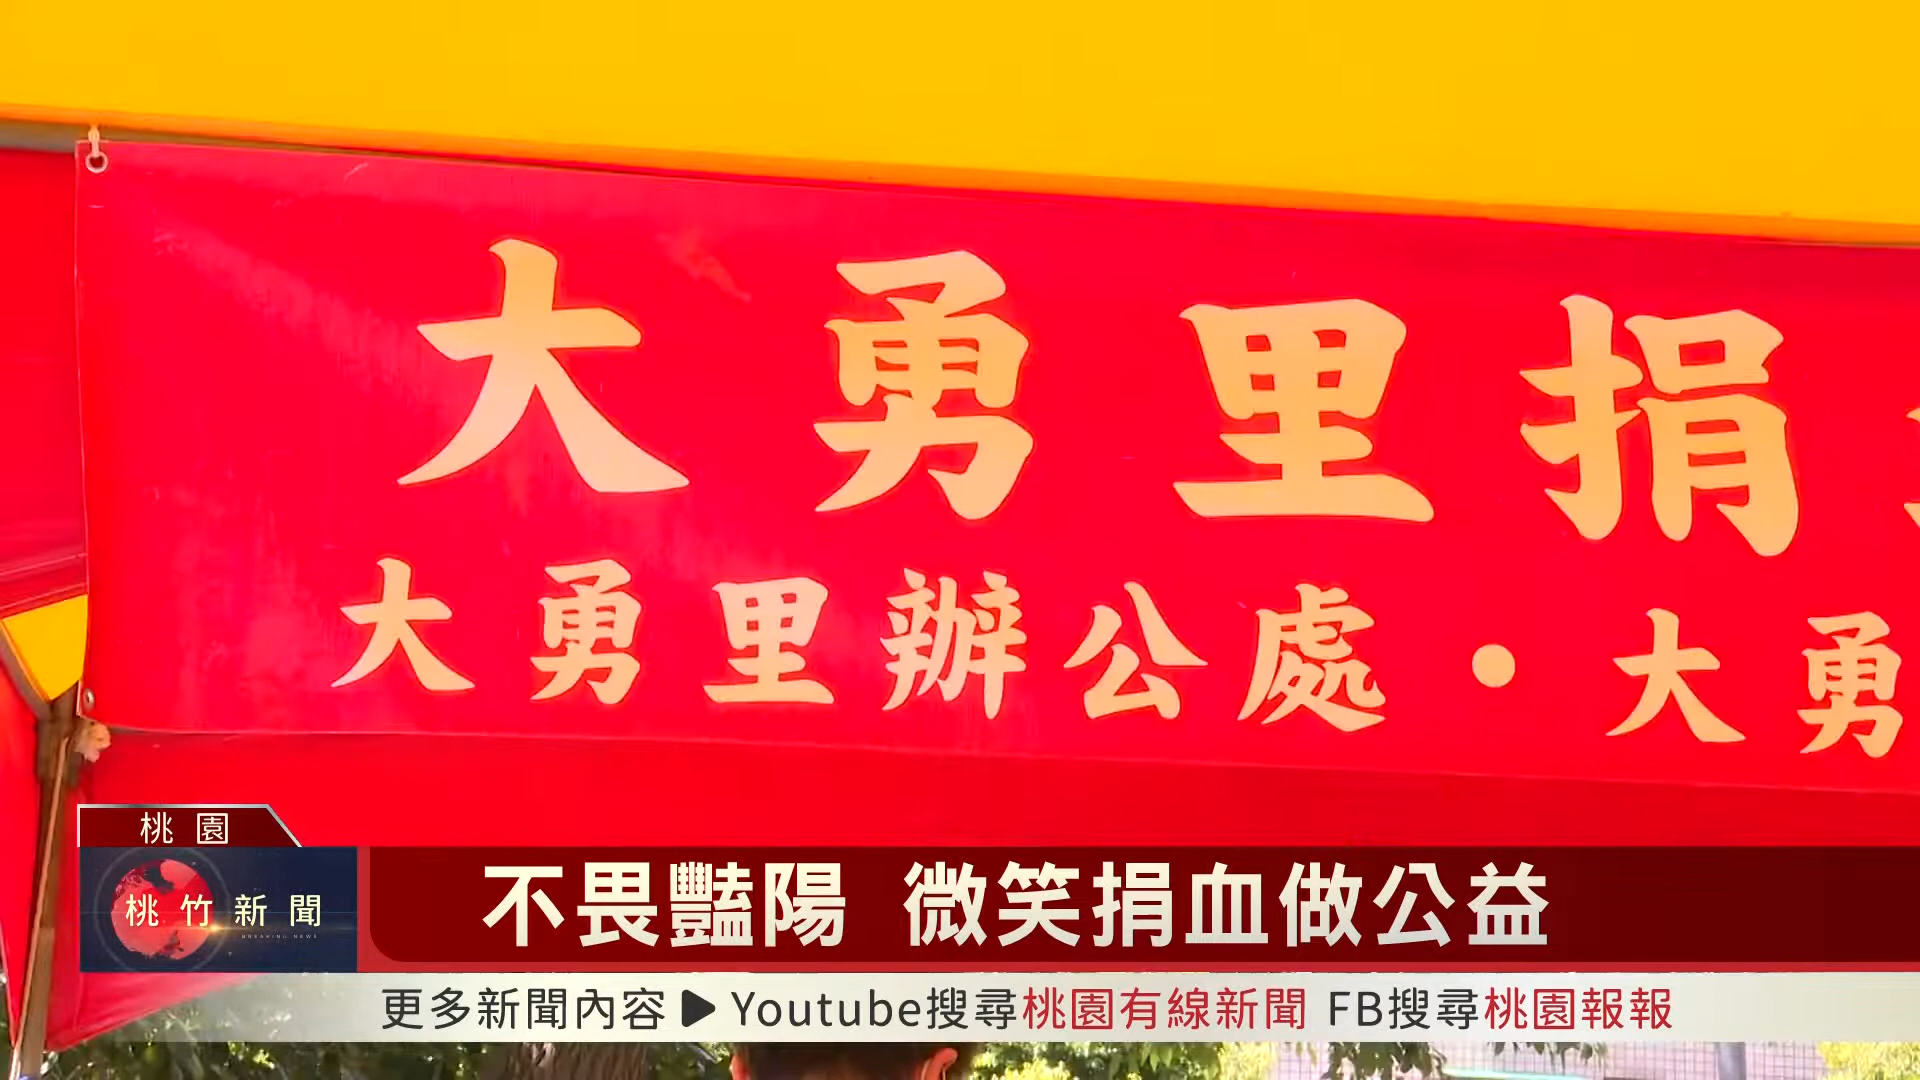 大勇里捐
大勇里辦公處・大勇
桃園
桃竹新聞
BREAKING NEWS
不畏豔陽 微笑捐血做公益
更多新聞內容▶Youtube搜尋桃園有線新聞 FB搜尋桃園報報